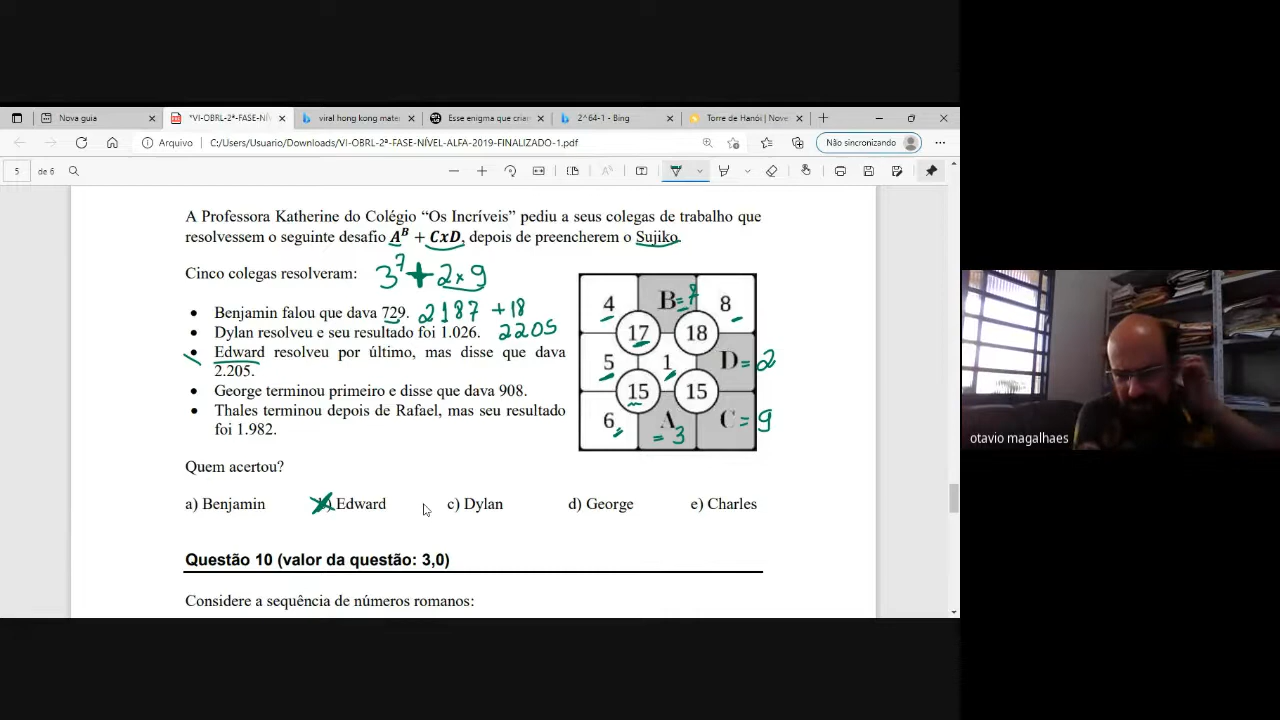 Nova guia
*VI-OBRL-2ª-FASE-NÍ
viral hong kong mate
Esse enigma que criar
2^64-1 - Bing
Torre de Hanói | Nove
Arquivo
C:/Users/Usuario/Downloads/VI-OBRL-2ª-FASE-NÍVEL-ALFA-2019-FINALIZADO-1.pdf
Não sincronizando
5 de 6
A Professora Katherine do Colégio “Os Incríveis” pediu a seus colegas de trabalho que
resolvessem o seguinte desafio A^B + CxD, depois de preencherem o Sujiko.
Cinco colegas resolveram:
3^7 + 2 x 9
• Benjamin falou que dava 729.
2187 + 18
• Dylan resolveu e seu resultado foi 1.026.
2205
• Edward resolveu por último, mas disse que dava
2.205.
• George terminou primeiro e disse que dava 908.
• Thales terminou depois de Rafael, mas seu resultado
foi 1.982.
4 B = 7 8
17 18
5 1 D = 2
15 15
6 A = 3 C = 9
Quem acertou?
a) Benjamin Edward c) Dylan d) George e) Charles
Questão 10 (valor da questão: 3,0)
Considere a sequência de números romanos:
otavio magalhaes